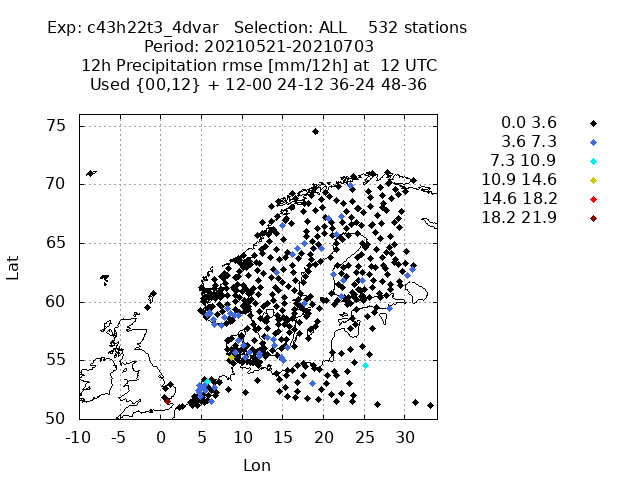 Exp: c43h22t3_4dvar   Selection: ALL    532 stations
Period: 20210521-20210703
12h Precipitation rmse [mm/12h] at  12 UTC
Used {00,12} + 12-00 24-12 36-24 48-36
75
70
65
60
55
50
Lat
-10 -5 0 5 10 15 20 25 30
Lon
0.0 3.6
3.6 7.3
7.3 10.9
10.9 14.6
14.6 18.2
18.2 21.9